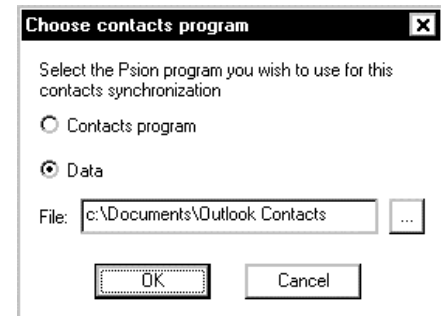 Choose contacts program
Select the Psion program you wish to use for this
contacts synchronization
Contacts program
Data
File: c:\Documents\Outlook Contacts ...
OK Cancel